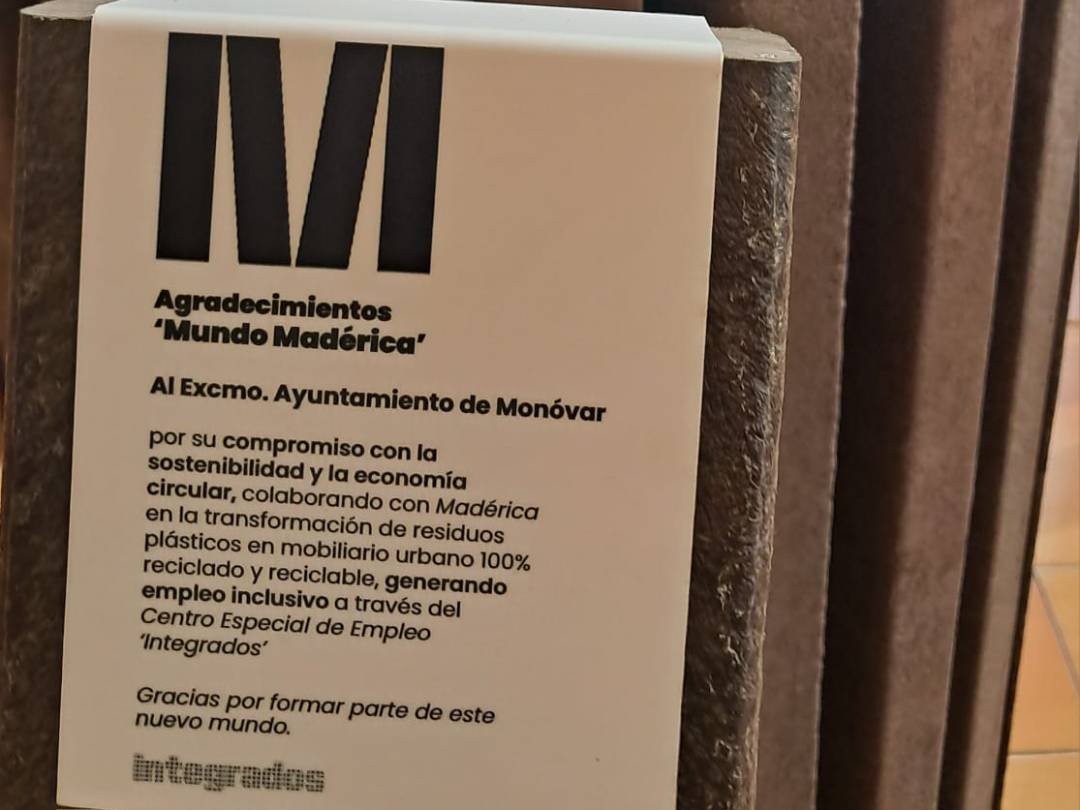 M
Agradecimientos
‘Mundo Madérica’
Al Excmo. Ayuntamiento de Monóvar
por su compromiso con la
sostenibilidad y la economía
circular, colaborando con Madérica
en la transformación de residuos
plásticos en mobiliario urbano 100%
reciclado y reciclable, generando
empleo inclusivo a través del
Centro Especial de Empleo
‘Integrados’
Gracias por formar parte de este
nuevo mundo.
integrados